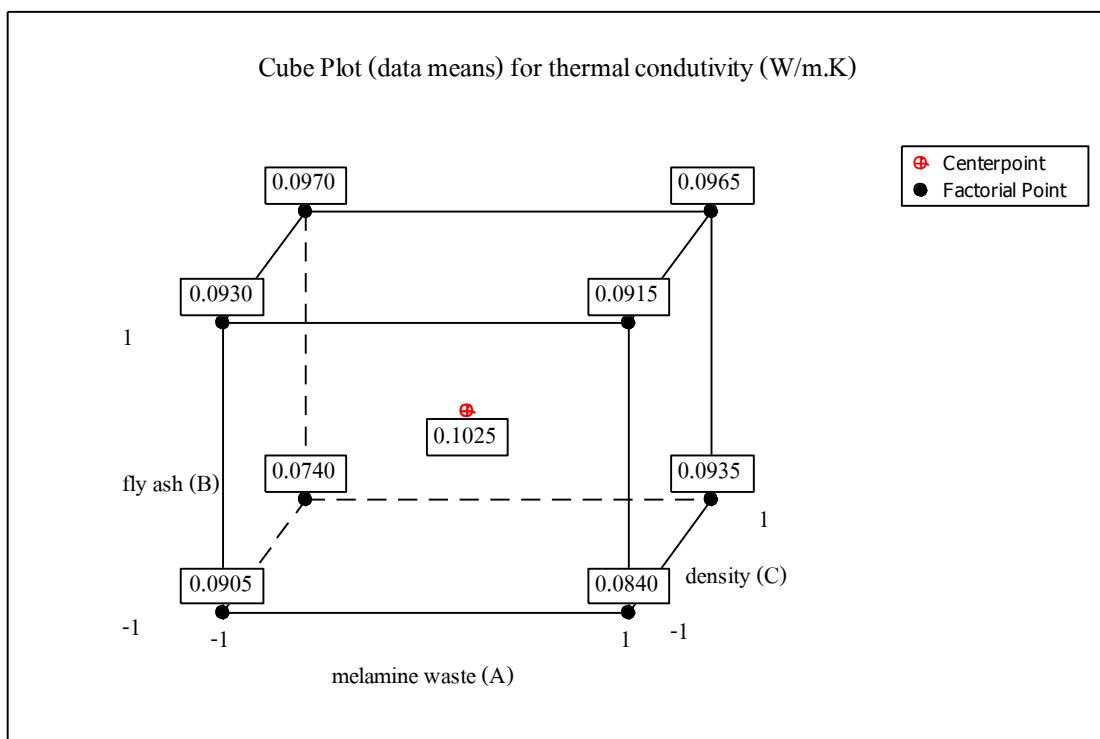 Cube Plot (data means) for thermal condutivity (W/m.K)
Centerpoint
Factorial Point
0.0970
0.0965
0.0930
0.0915
1
0.1025
0.0740
0.0935
fly ash (B)
1
0.0905
0.0840
density (C)
-1
-1
1
-1
melamine waste (A)